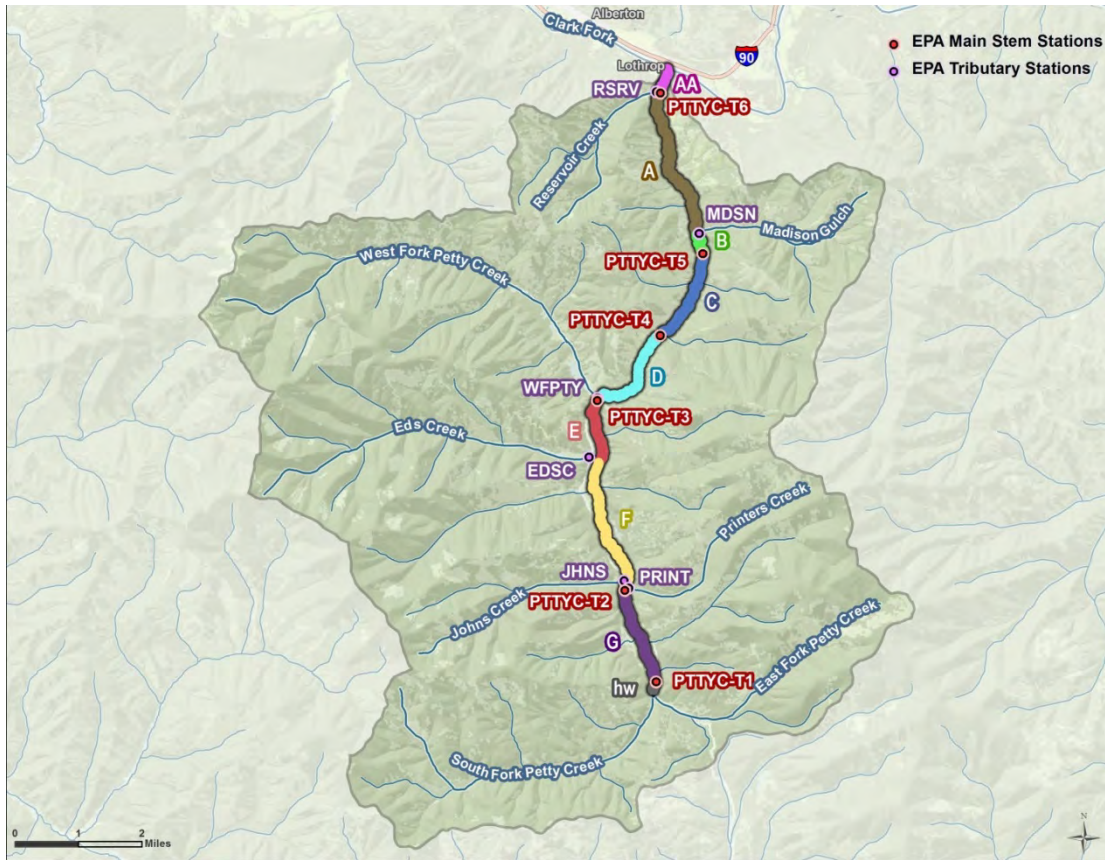 Alberton
Clark Fork
90
EPA Main Stem Stations
EPA Tributary Stations
Lothrop
AA
RSRV
PTTYC-T6
Reservoir Creek
A
MDSN
Madison Gulch
B
West Fork Petty Creek
PTTYC-T5
C
PTTYC-T4
D
WFPTY
PTTYC-T3
E
Eds Creek
EDSC
F
Printers Creek
JHNS
PRINT
PTTYC-T2
Johns Creek
G
East Fork Petty Creek
PTTYC-T1
hw
South Fork Petty Creek
0 1 2
Miles
N